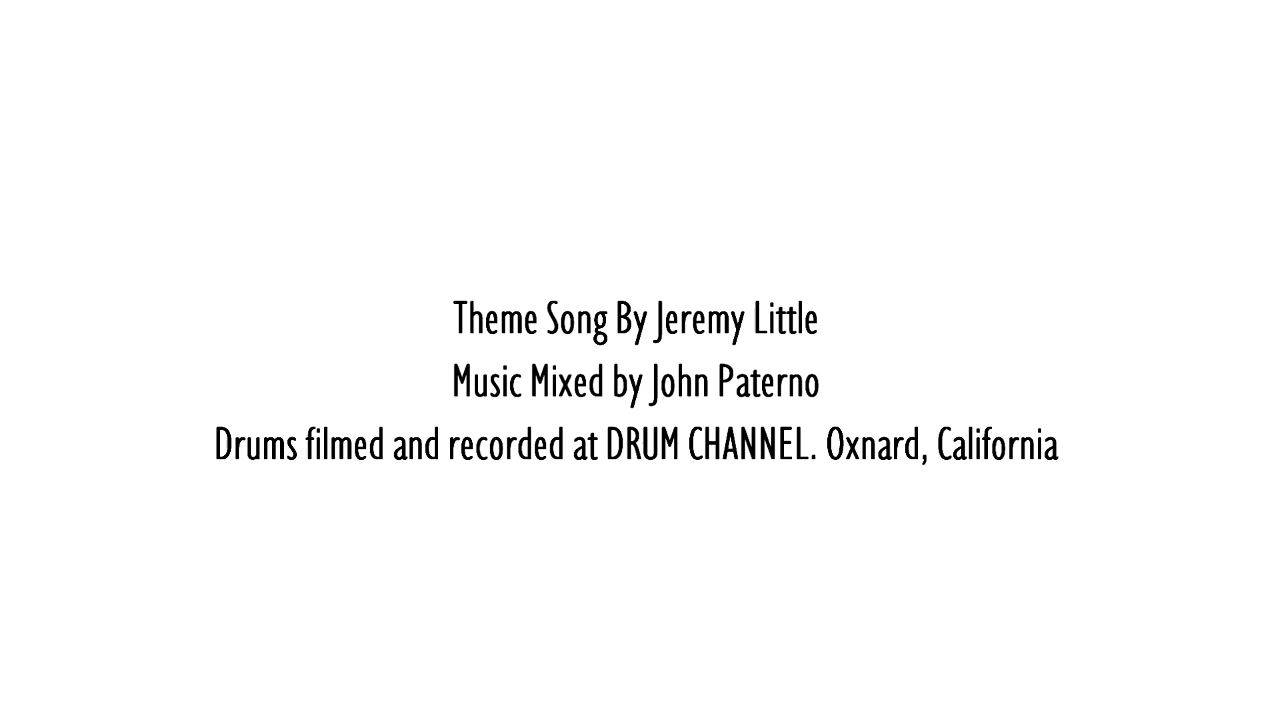 Theme Song By Jeremy Little
Music Mixed by John Paterno
Drums filmed and recorded at DRUM CHANNEL. Oxnard, California